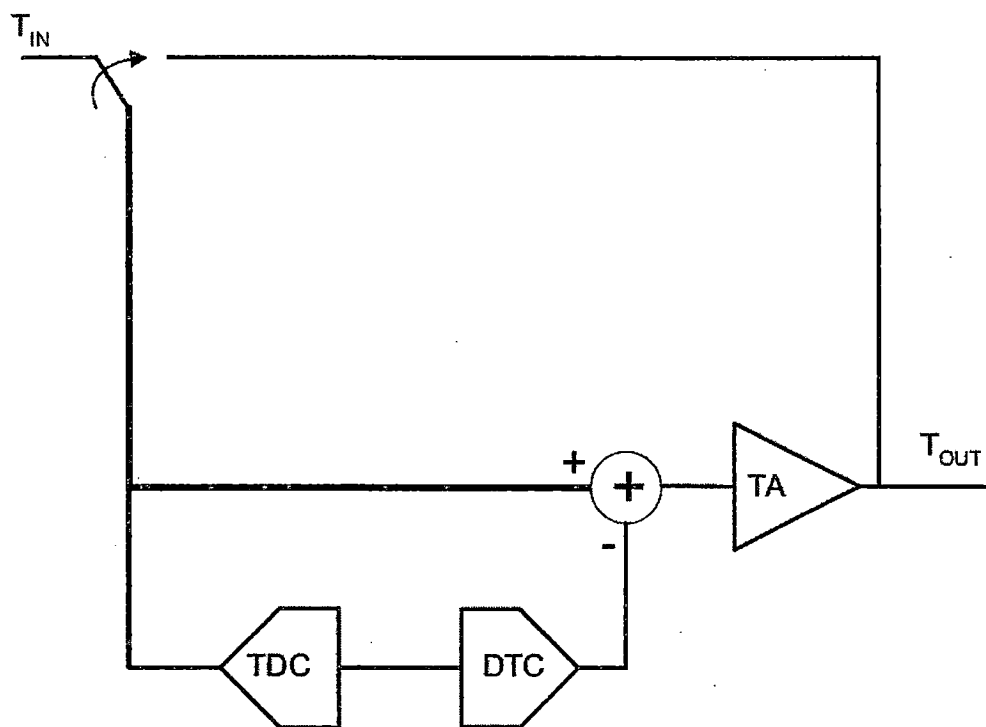 T_IN
+
+
TA
T_OUT
-
TDC
DTC